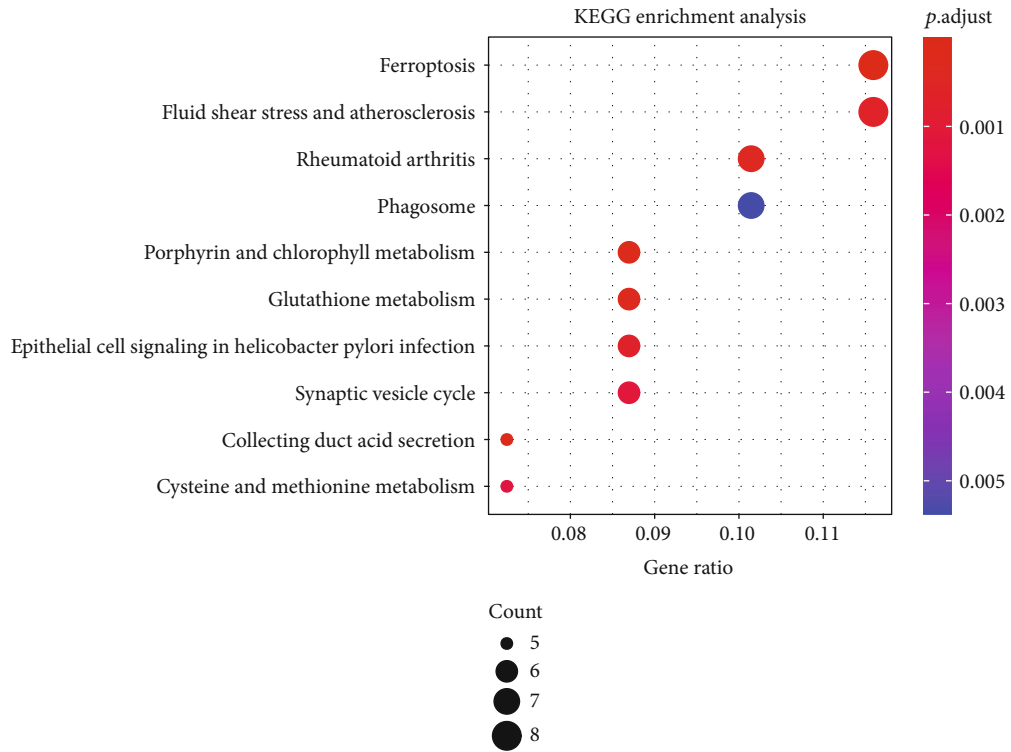 KEGG enrichment analysis
p.adjust
Ferroptosis
Fluid shear stress and atherosclerosis
Rheumatoid arthritis
Phagosome
Porphyrin and chlorophyll metabolism
Glutathione metabolism
Epithelial cell signaling in helicobacter pylori infection
Synaptic vesicle cycle
Collecting duct acid secretion
Cysteine and methionine metabolism
0.001
0.002
0.003
0.004
0.005
0.08 0.09 0.10 0.11
Gene ratio
Count
5
6
7
8